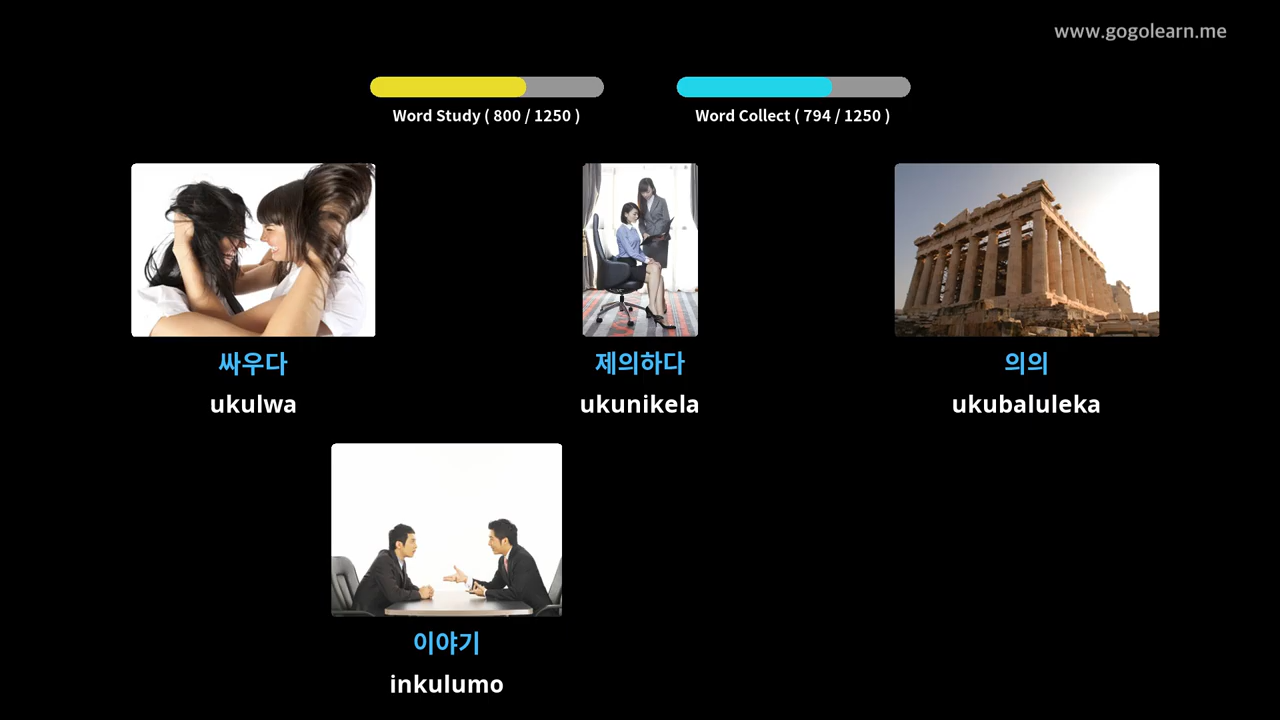 www.gogolearn.me
Word Study ( 800 / 1250 )
Word Collect ( 794 / 1250 )
싸우다
ukulwa
제의하다
ukunikela
의의
ukubaluleka
이야기
inkulumo